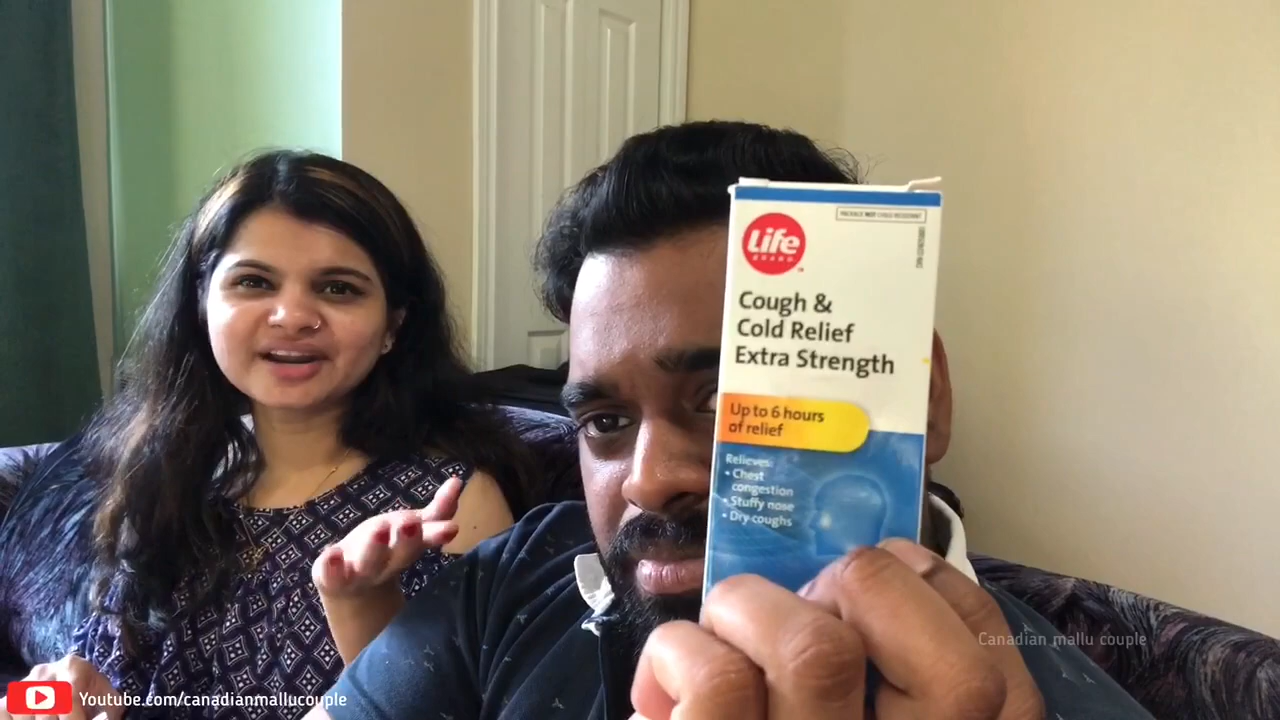 PACKAGE NOT CHILD RESISTANT
Life
BRAND
Cough &
Cold Relief
Extra Strength
Up to 6 hours
of relief
Relieves:
• Chest
congestion
• Stuffy nose
• Dry coughs
Canadian mallu couple
Youtube.com/canadianmallucouple